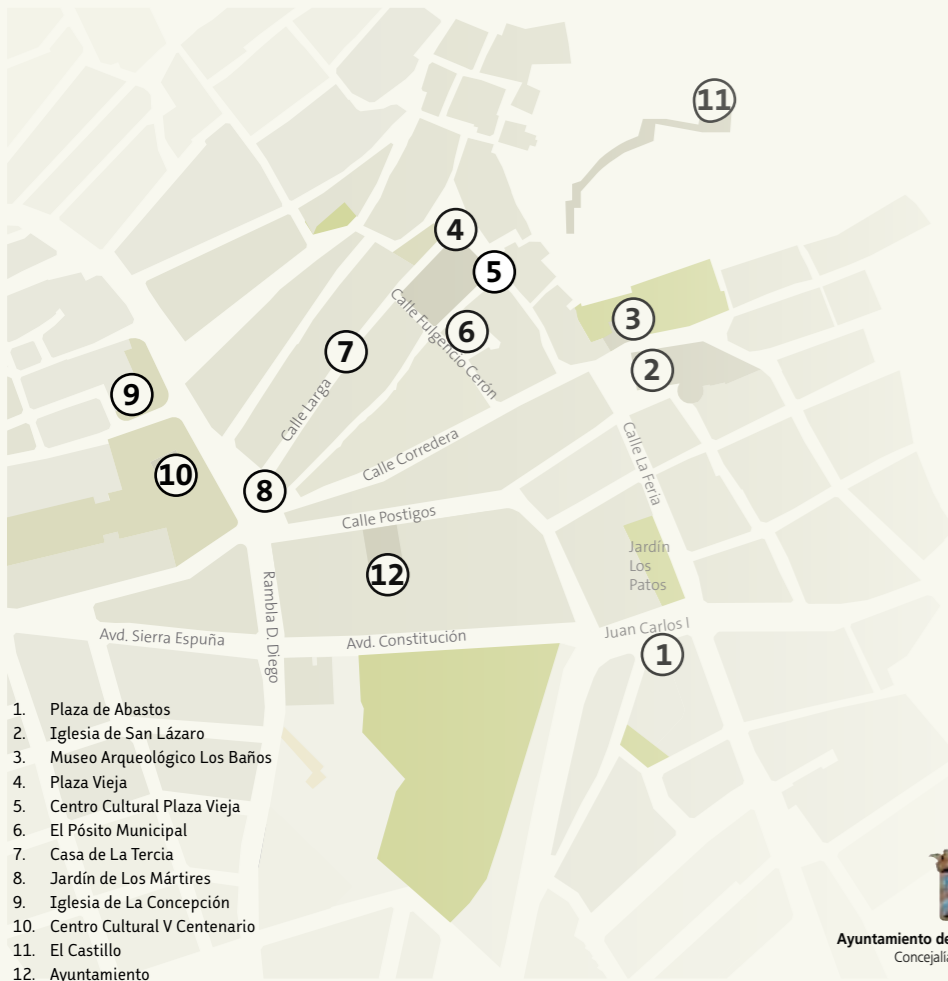 11
4
5
3
6
7
2
9
10
8
12
1
Calle Fulgencio Cerón
Calle Larga
Calle Corredera
Calle La Feria
Calle Postigos
Jardín
Los
Patos
Rambla D. Diego
Avd. Sierra Espuña
Avd. Constitución
Juan Carlos I
1. Plaza de Abastos
2. Iglesia de San Lázaro
3. Museo Arqueológico Los Baños
4. Plaza Vieja
5. Centro Cultural Plaza Vieja
6. El Pósito Municipal
7. Casa de La Tercia
8. Jardín de Los Mártires
9. Iglesia de La Concepción
10. Centro Cultural V Centenario
11. El Castillo
12. Ayuntamiento
Ayuntamiento de
Concejalía